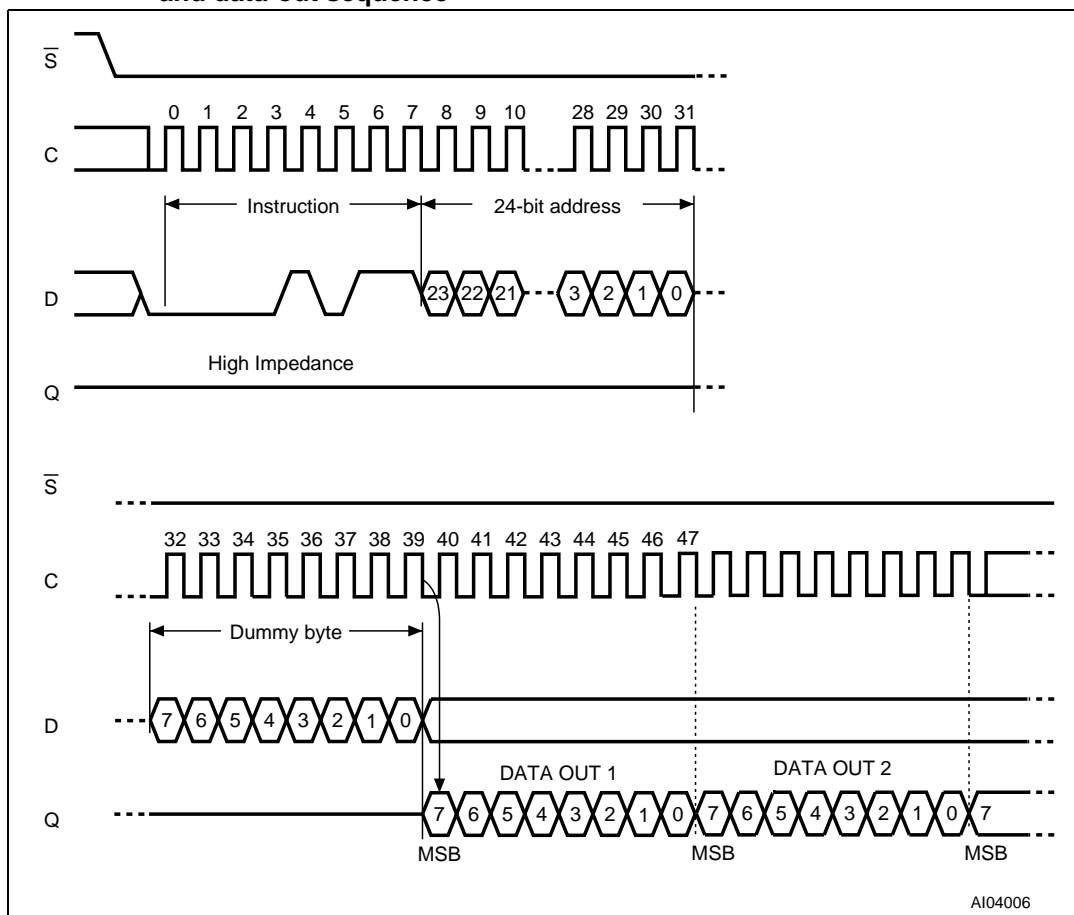 and data-out sequence
S
0 1 2 3 4 5 6 7 8 9 10 28 29 30 31
C
Instruction 24-bit address
D 23 22 21 3 2 1 0
High Impedance
Q
S
32 33 34 35 36 37 38 39 40 41 42 43 44 45 46 47
C
Dummy byte
D 7 6 5 4 3 2 1 0
DATA OUT 1 DATA OUT 2
Q 7 6 5 4 3 2 1 0 7 6 5 4 3 2 1 0 7
MSB MSB MSB
AI04006